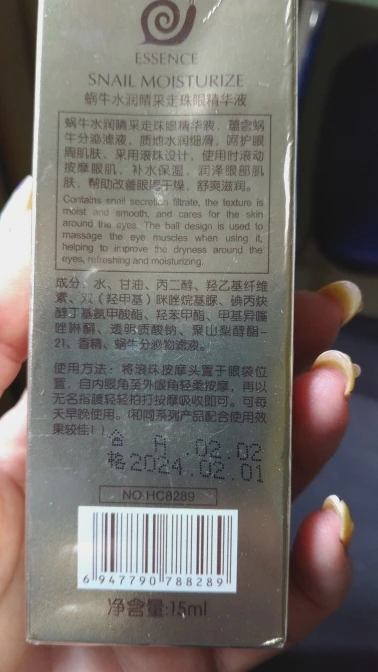 ESSENCE
SNAIL MOISTURIZE
蜗牛水润睛采走珠眼精华液
蜗牛水润睛采走珠眼精华液，蕴含蜗
牛分泌滤液，质地水润细滑，呵护眼
周肌肤，采用滚珠设计，使用时滚动
按摩眼肌，补水保湿，润泽眼部肌
肤，帮助改善眼周干燥，舒爽滋润。
Contains snail secretion filtrate, the texture is
moist and smooth, and cares for the skin
around the eyes. The ball design is used to
massage the eye muscles when using it,
helping to improve the dryness around the
eyes, refreshing and moisturizing.
成分：水、甘油、丙二醇、羟乙基纤维
素、双（羟甲基）咪唑烷基脲、碘丙炔
醇丁基氨甲酸酯、羟苯甲酯、甲基异噻
唑啉酮、透明质酸钠、聚山梨醇酯-
21、香精、蜗牛分泌物滤液。
使用方法：将滚珠按摩头置于眼袋位
置，自内眼角至外眼角轻柔按摩，再以
无名指腹轻轻拍打按摩吸收即可。可每
天早晚使用。（和同系列产品配合使用效
果较佳！）
合 .02.02
格2024.02.01
NO.HC8289
6 947790 788289
净含量:15ml